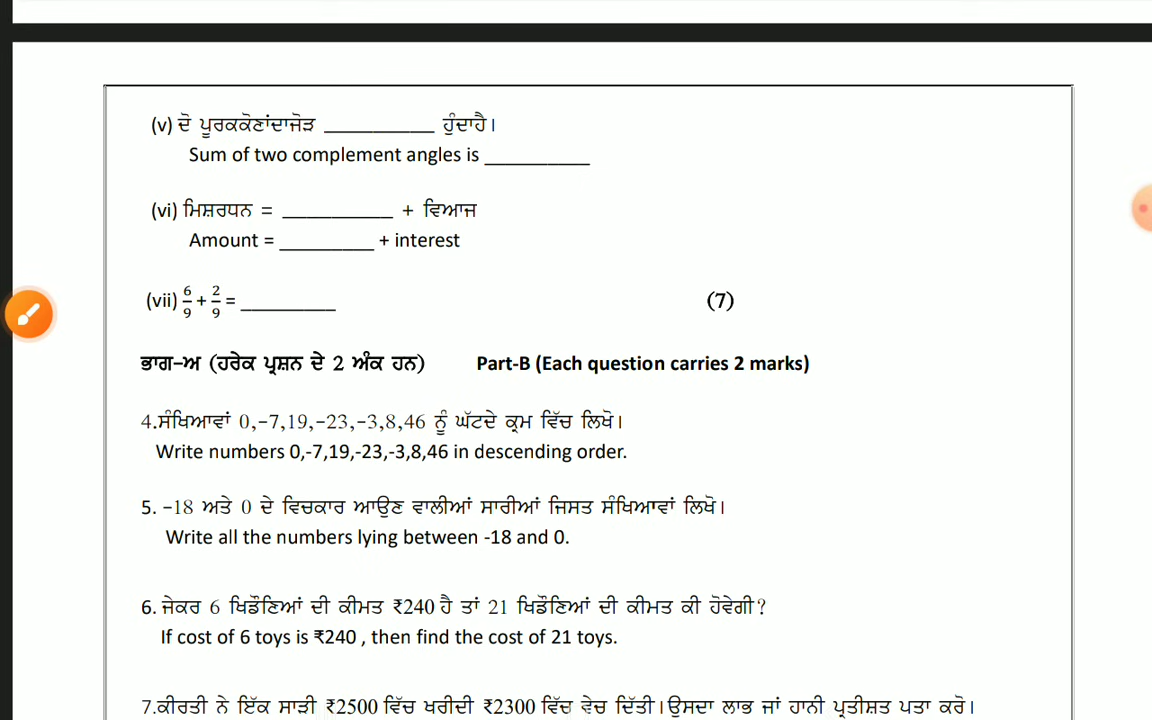 (v) ਦੋ ਪੂਰਕਕੋਣਾਂਦਾਜੋੜ __________ ਹੁੰਦਾਹੈ।
Sum of two complement angles is __________
(vi) ਮਿਸ਼ਰਧਨ = __________ + ਵਿਆਜ
Amount = _________ + interest
(vii) 6/9 + 2/9 = _________ (7)
ਭਾਗ-ਅ (ਹਰੇਕ ਪ੍ਰਸ਼ਨ ਦੇ 2 ਅੰਕ ਹਨ) Part-B (Each question carries 2 marks)
4.ਸੰਖਿਆਵਾਂ 0,-7,19,-23,-3,8,46 ਨੂੰ ਘੱਟਦੇ ਕ੍ਰਮ ਵਿੱਚ ਲਿਖੋ।
Write numbers 0,-7,19,-23,-3,8,46 in descending order.
5. -18 ਅਤੇ 0 ਦੇ ਵਿਚਕਾਰ ਆਉਣ ਵਾਲੀਆਂ ਸਾਰੀਆਂ ਜਿਸਤ ਸੰਖਿਆਵਾਂ ਲਿਖੋ।
Write all the numbers lying between -18 and 0.
6. ਜੇਕਰ 6 ਖਿਡੌਣਿਆਂ ਦੀ ਕੀਮਤ ₹240 ਹੈ ਤਾਂ 21 ਖਿਡੌਣਿਆਂ ਦੀ ਕੀਮਤ ਕੀ ਹੋਵੇਗੀ?
If cost of 6 toys is ₹240 , then find the cost of 21 toys.
7.ਕੀਰਤੀ ਨੇ ਇੱਕ ਸਾੜੀ ₹2500 ਵਿੱਚ ਖਰੀਦੀ ₹2300 ਵਿੱਚ ਵੇਚ ਦਿੱਤੀ।ਉਸਦਾ ਲਾਭ ਜਾਂ ਹਾਨੀ ਪ੍ਰਤੀਸ਼ਤ ਪਤਾ ਕਰੋ।